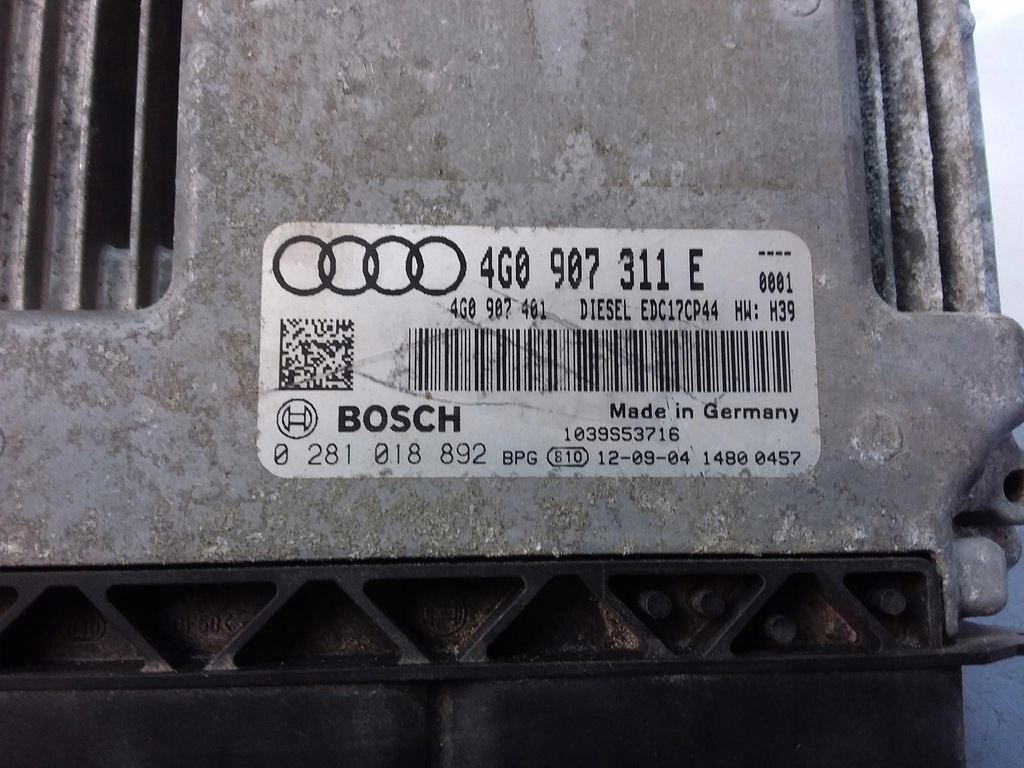 4G0 907 311 E
----
0001
4G0 907 401 DIESEL EDC17CP44 HW: H39
BOSCH
Made in Germany
1039S53716
0 281 018 892 BPG 810 12-09-04 1480 0457